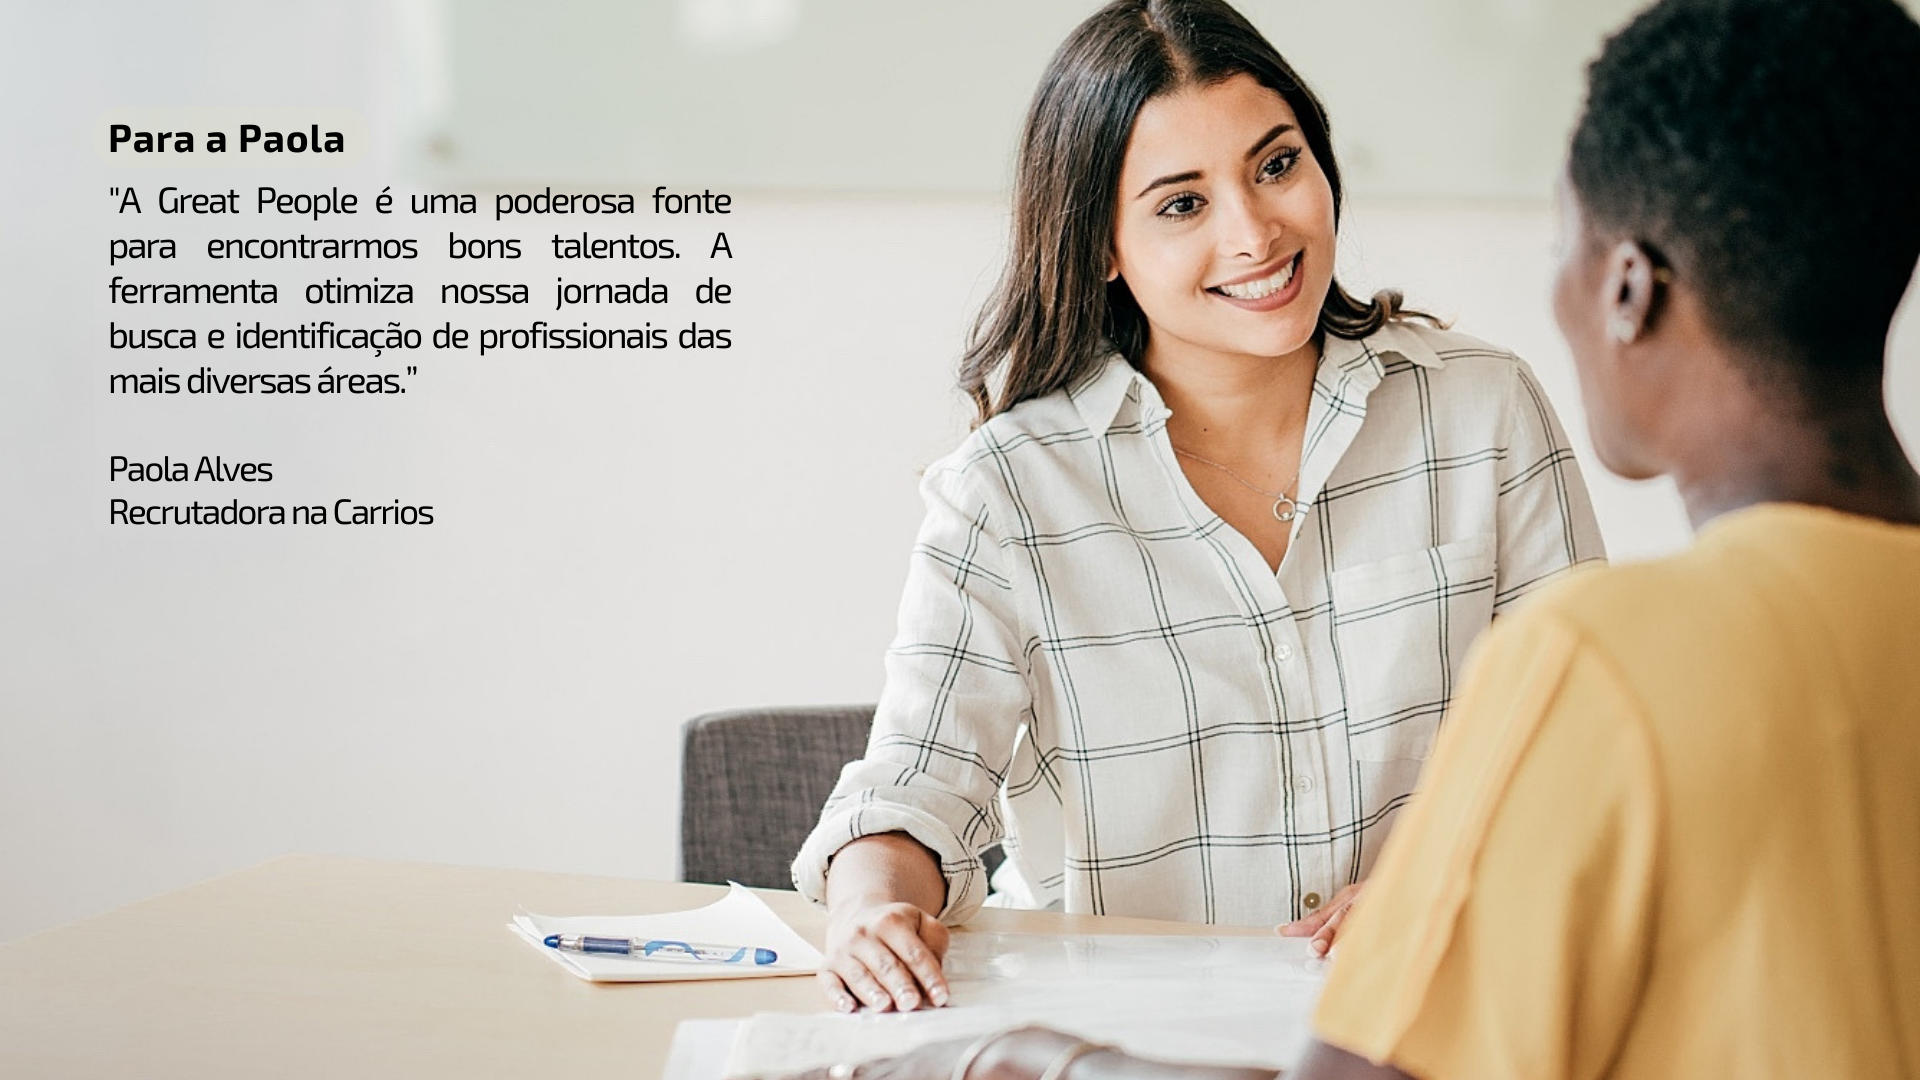 Para a Paola
"A Great People é uma poderosa fonte
para encontrarmos bons talentos. A
ferramenta otimiza nossa jornada de
busca e identificação de profissionais das
mais diversas áreas.”
Paola Alves
Recrutadora na Carrios